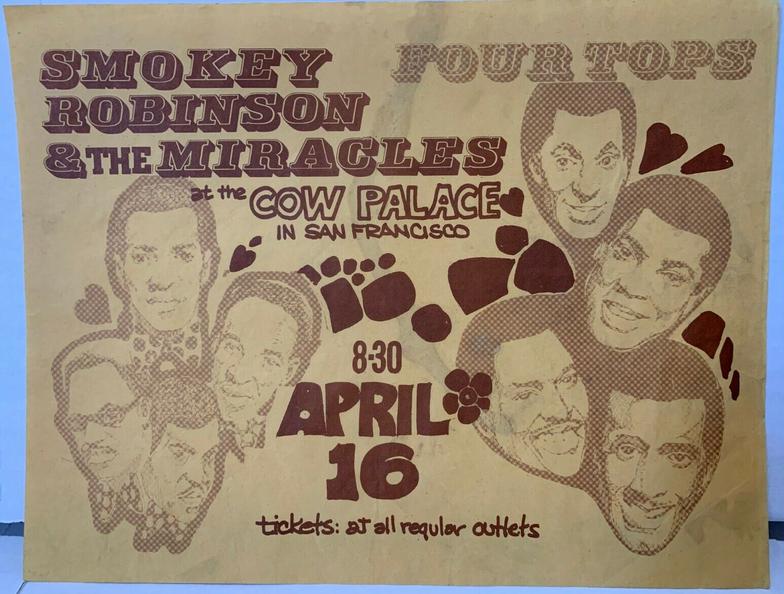 SMOKEY
ROBINSON
& THE MIRACLES
FOUR TOPS
at the COW PALACE
IN SAN FRANCISCO
8-30
APRIL
16
tickets: at all regular outlets